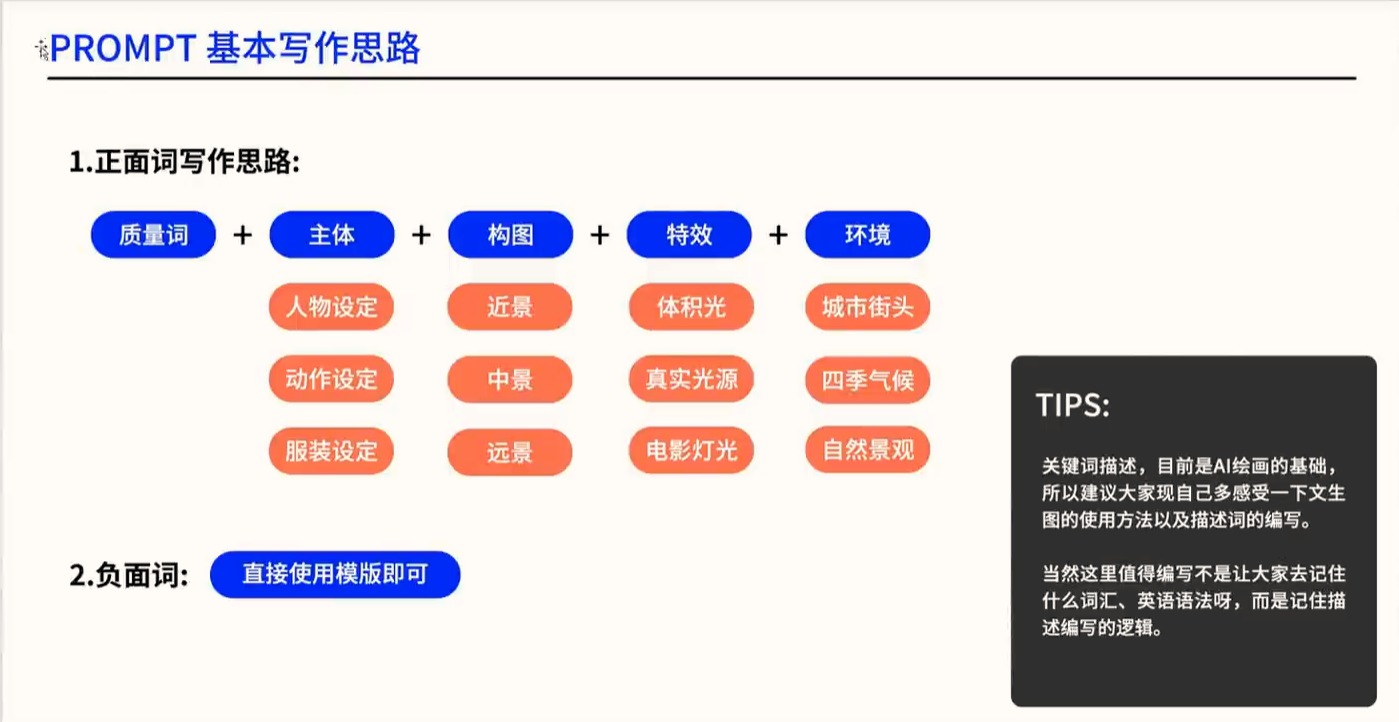 PROMPT 基本写作思路
1.正面词写作思路:
质量词 + 主体 + 构图 + 特效 + 环境
人物设定 近景 体积光 城市街头
动作设定 中景 真实光源 四季气候
服装设定 远景 电影灯光 自然景观
2.负面词: 直接使用模版即可
TIPS:
关键词描述，目前是AI绘画的基础，
所以建议大家现自己多感受一下文生
图的使用方法以及描述词的编写。
当然这里值得编写不是让大家去记住
什么词汇、英语语法呀，而是记住描
述编写的逻辑。